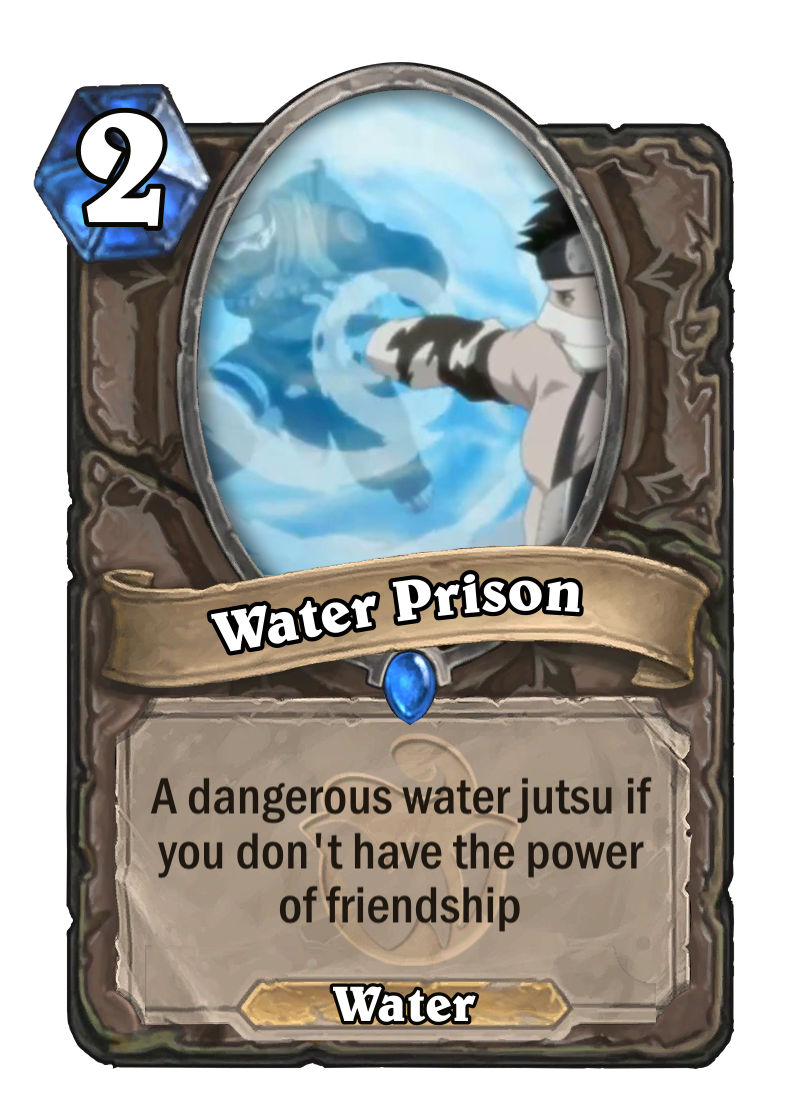 2
Water Prison
A dangerous water jutsu if
you don't have the power
of friendship
Water